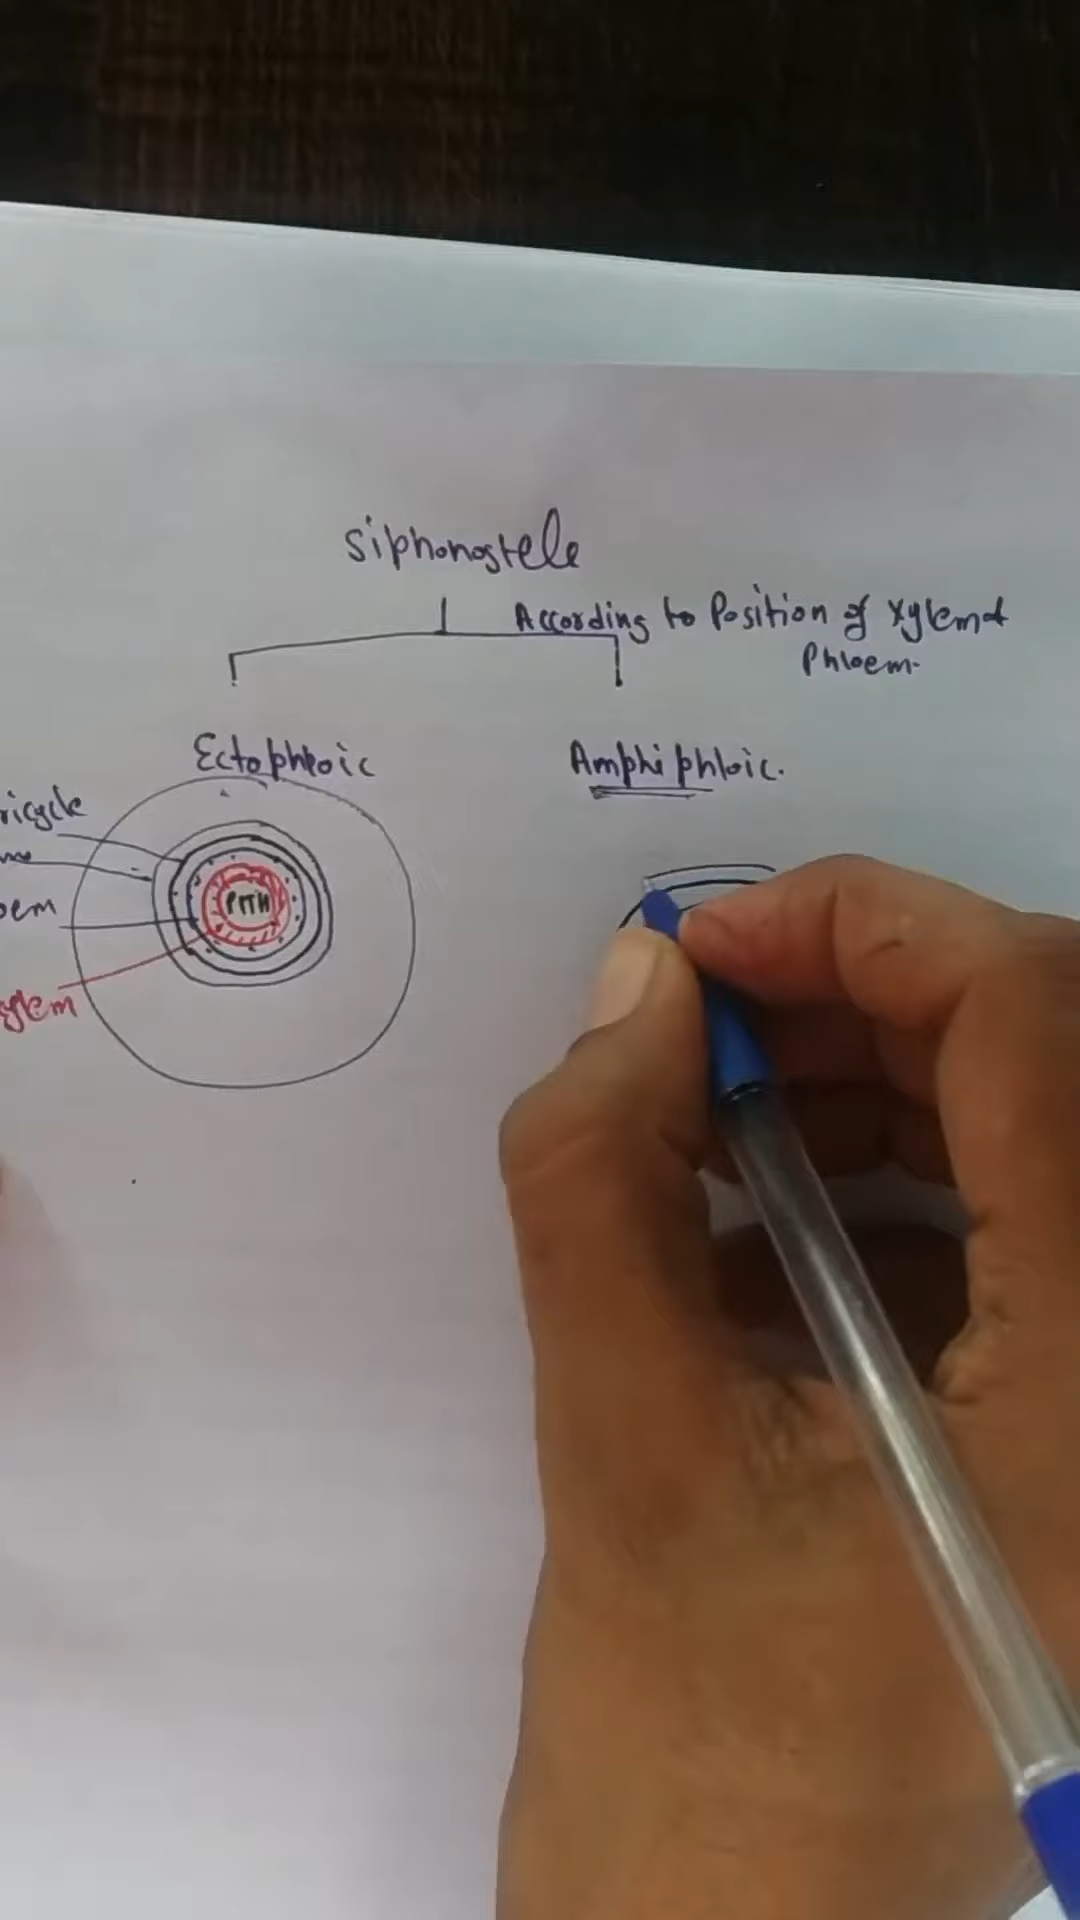 Siphonostele
According to Position of Xylem &
Phloem.
Ectophloic
Amphiphloic.
ricycle
oem
PITH
ylem